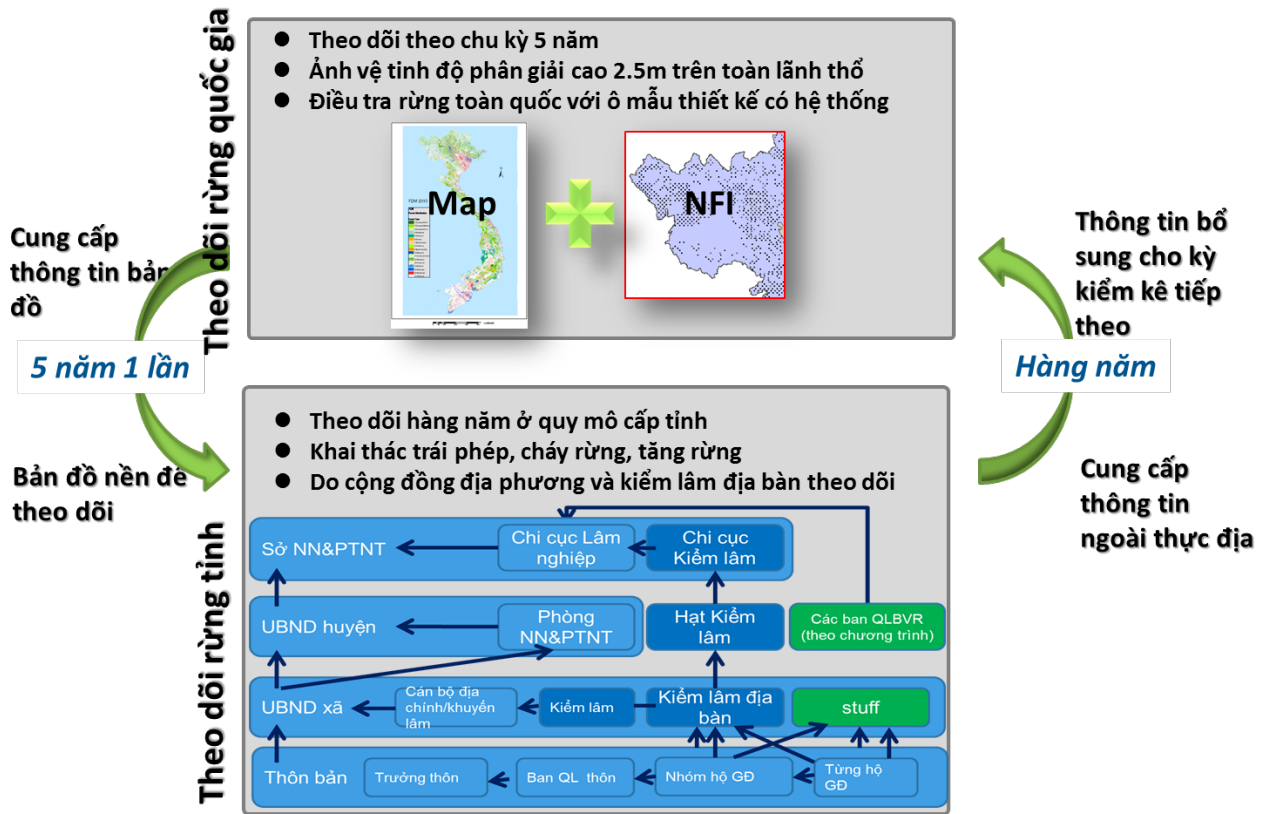 Theo dõi rừng quốc gia
● Theo dõi theo chu kỳ 5 năm
● Ảnh vệ tinh độ phân giải cao 2.5m trên toàn lãnh thổ
● Điều tra rừng toàn quốc với ô mẫu thiết kế có hệ thống
Map
NFI
Cung cấp
thông tin bản
đồ
5 năm 1 lần
Bản đồ nền để
theo dõi
Thông tin bổ
sung cho kỳ
kiểm kê tiếp
theo
Hàng năm
Cung cấp
thông tin
ngoài thực địa
Theo dõi rừng tỉnh
● Theo dõi hàng năm ở quy mô cấp tỉnh
● Khai thác trái phép, cháy rừng, tăng rừng
● Do cộng đồng địa phương và kiểm lâm địa bàn theo dõi
Sở NN&PTNT
Chi cục Lâm
nghiệp
Chi cục
Kiểm lâm
UBND huyện
Phòng
NN&PTNT
Hạt Kiểm
lâm
Các ban QLBVR
(theo chương trình)
UBND xã
Cán bộ địa
chính/khuyến
lâm
Kiểm lâm
Kiểm lâm địa
bàn
stuff
Thôn bản
Trưởng thôn
Ban QL thôn
Nhóm hộ GĐ
Từng hộ
GĐ